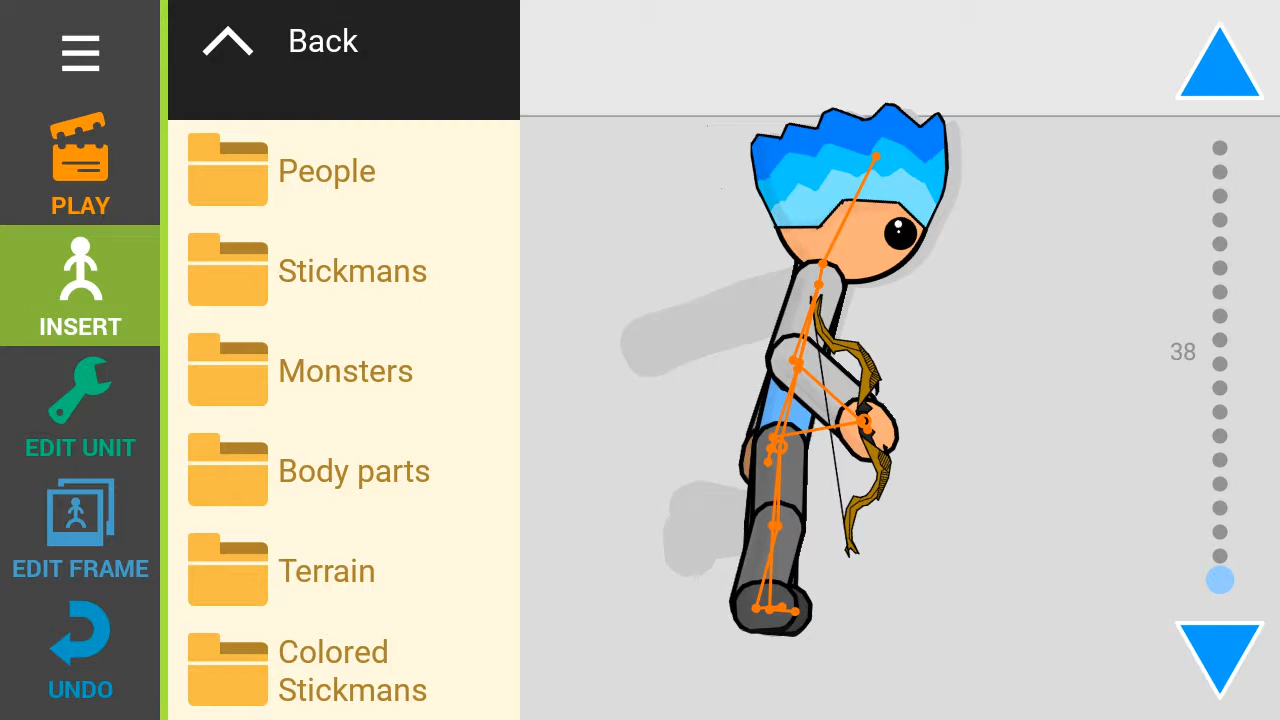 Back
PLAY
INSERT
EDIT UNIT
EDIT FRAME
UNDO
People
Stickmans
Monsters
Body parts
Terrain
Colored
Stickmans
38